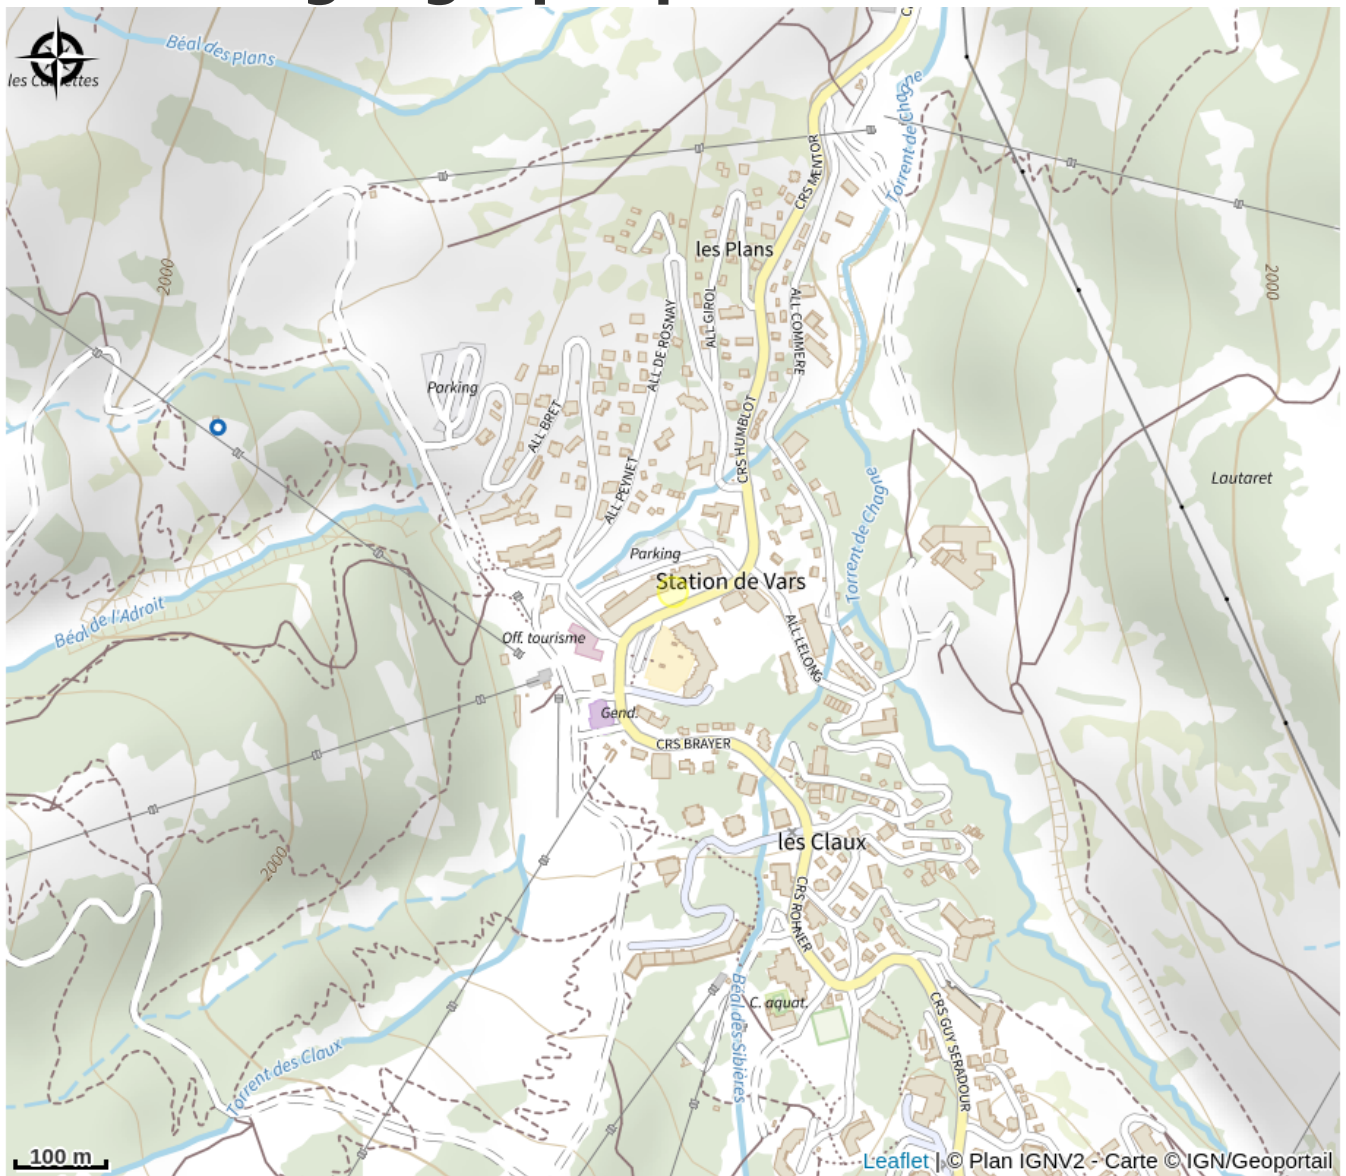 Béal des Plans
Torrent de Chagne
CRS MENTOR
les Plans
2000
2000
ALL GIROL
ALL COMMERE
ALL DE ROSNAY
Parking
ALL BRET
CRS HUMBLOT
ALL PEYNET
Lautaret
Torrent de Chagne
Parking
Station de Vars
Béal de l'Adroit
Off. tourisme
ALL LELONG
Gend.
CRS BRAYER
les Claux
2000
CRS ROHNER
C. aquat.
Béal des Sibières
CRS GUY SERADOUR
Torrent des Claux
100 m
Leaflet | © Plan IGNV2 - Carte © IGN/Geoportail